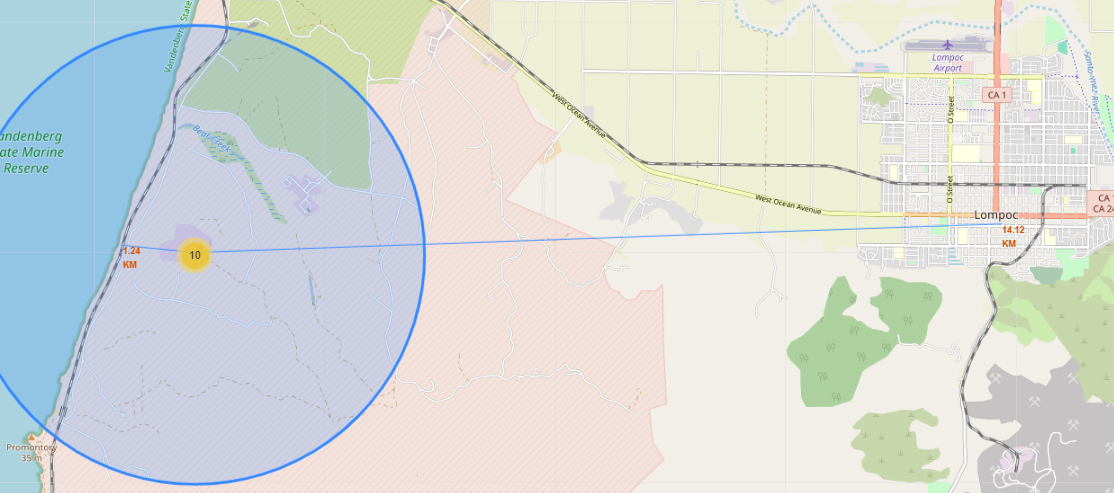 Vandenberg State
andenberg
ate Marine
Reserve
Bear Creek
1.24
KM
10
Promontory
35 m
West Ocean Avenue
West Ocean Avenue
Lompoc
Airport
CA 1
O Street
O Street
Santa Ynez River
CA 1
CA 24
Lompoc
14.12
KM